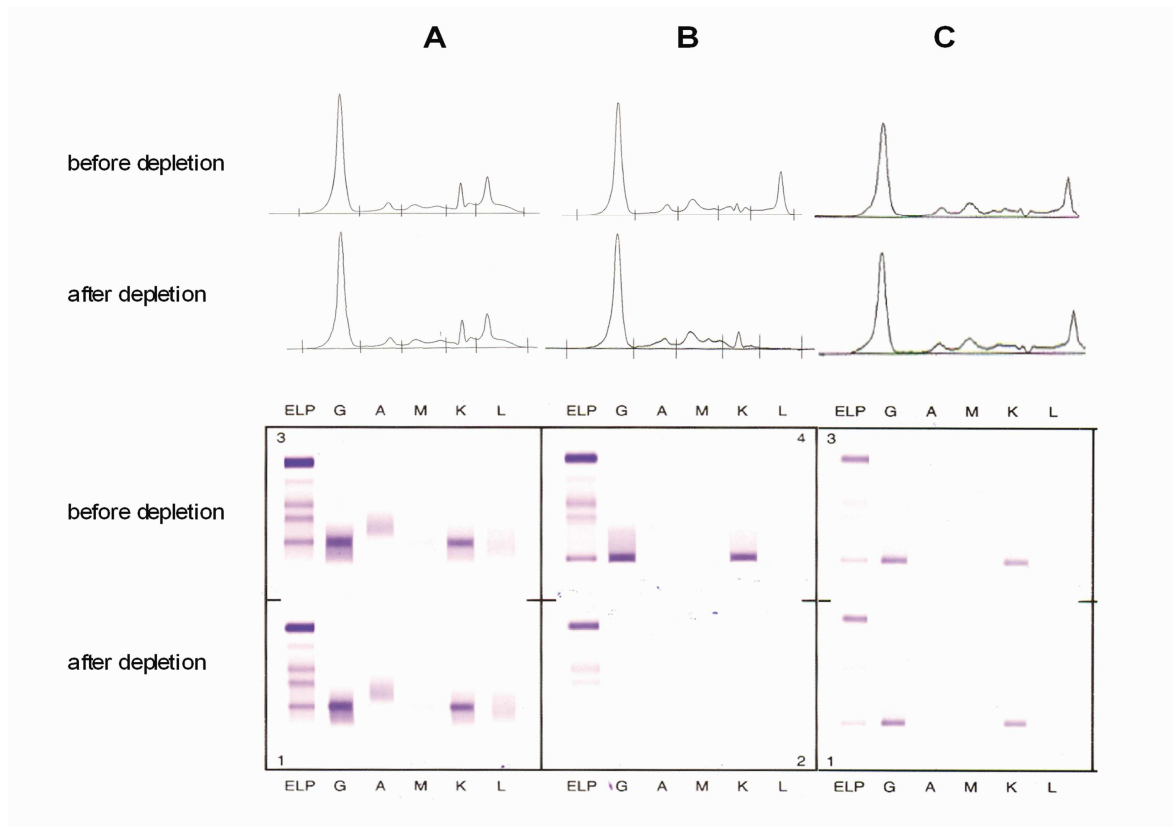 A B C
before depletion
after depletion
ELP G A M K L ELP G A M K L ELP G A M K L
3 4 3
before depletion
after depletion
1 2 1
ELP G A M K L ELP G A M K L ELP G A M K L